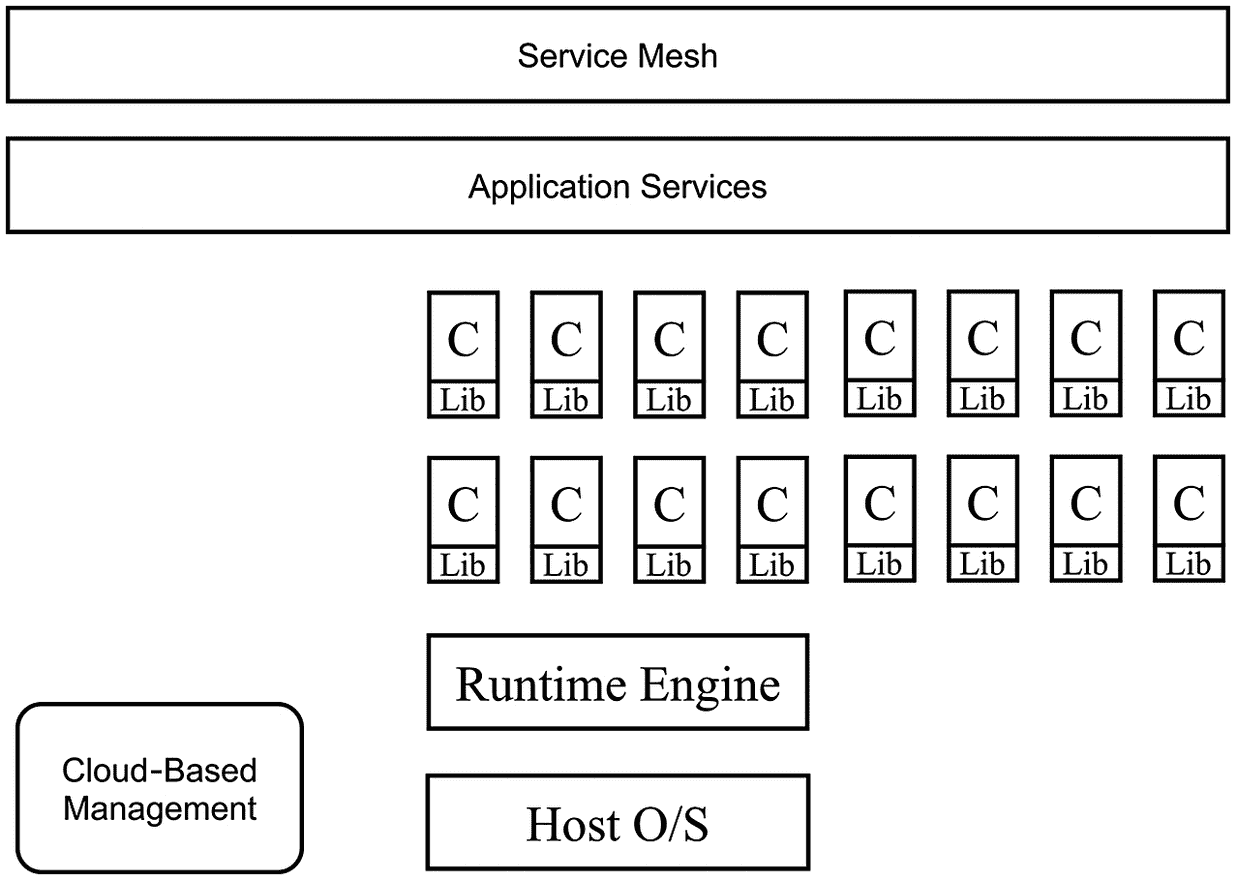 Service Mesh
Application Services
C C C C C C C C
Lib Lib Lib Lib Lib Lib Lib Lib
C C C C C C C C
Lib Lib Lib Lib Lib Lib Lib Lib
Runtime Engine
Cloud-Based
Management
Host O/S